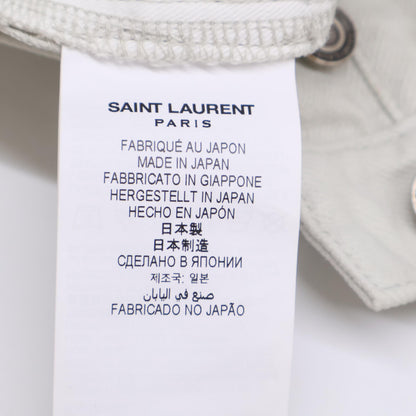 SAINT LAURENT
PARIS
FABRIQUÉ AU JAPON
MADE IN JAPAN
FABBRICATO IN GIAPPONE
HERGESTELLT IN JAPAN
HECHO EN JAPÓN
日本製
日本制造
СДЕЛАНО В ЯПОНИИ
제조국: 일본
صنع في اليابان
FABRICADO NO JAPÃO